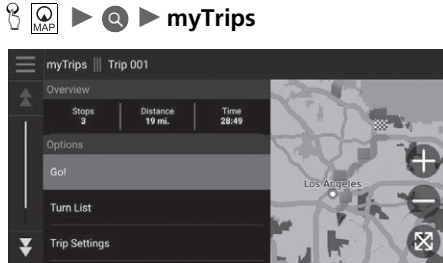 MAP ▶ ▶ myTrips
myTrips ||| Trip 001
Overview
Stops Distance Time
3 19 mi. 28:49
Options
Go!
Turn List
Trip Settings
Los Angeles